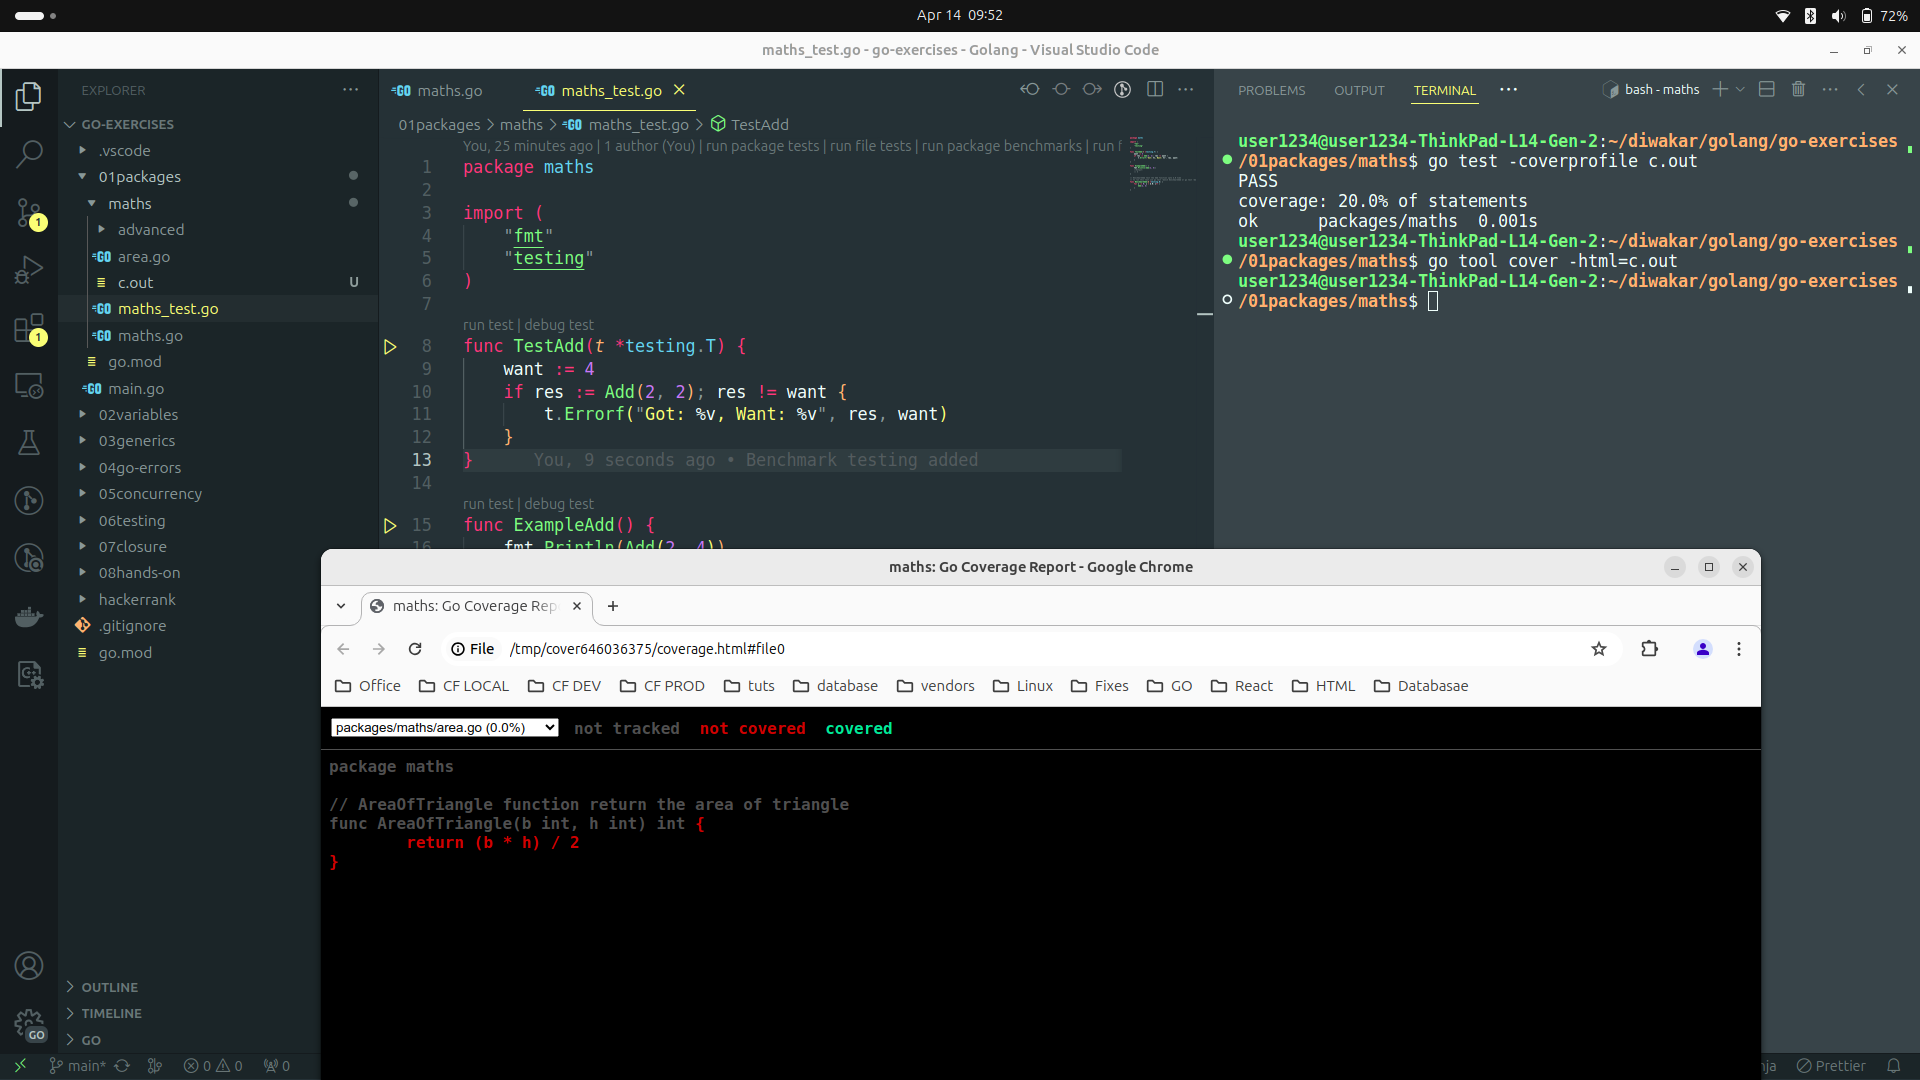 Apr 14 09:52
72%
maths_test.go - go-exercises - Golang - Visual Studio Code
EXPLORER
GO-EXERCISES
.vscode
01packages
maths
advanced
GO area.go
c.out U
GO maths_test.go
GO maths.go
go.mod
GO main.go
02variables
03generics
04go-errors
05concurrency
06testing
07closure
08hands-on
hackerrank
.gitignore
go.mod
OUTLINE
TIMELINE
GO
1
1
GO
GO maths.go
GO maths_test.go
01packages > maths > GO maths_test.go > TestAdd
You, 25 minutes ago | 1 author (You) | run package tests | run file tests | run package benchmarks | run f
1 package maths
2
3 import (
4 "fmt"
5 "testing"
6 )
7
run test | debug test
8 func TestAdd(t *testing.T) {
9 want := 4
10 if res := Add(2, 2); res != want {
11 t.Errorf("Got: %v, Want: %v", res, want)
12 }
13 } You, 9 seconds ago • Benchmark testing added
14
run test | debug test
15 func ExampleAdd() {
16 fmt.Println(Add(2, 4))
PROBLEMS OUTPUT TERMINAL
bash - maths
user1234@user1234-ThinkPad-L14-Gen-2:~/diwakar/golang/go-exercises
/01packages/maths$ go test -coverprofile c.out
PASS
coverage: 20.0% of statements
ok packages/maths 0.001s
user1234@user1234-ThinkPad-L14-Gen-2:~/diwakar/golang/go-exercises
/01packages/maths$ go tool cover -html=c.out
user1234@user1234-ThinkPad-L14-Gen-2:~/diwakar/golang/go-exercises
/01packages/maths$
maths: Go Coverage Report - Google Chrome
maths: Go Coverage Rep
File /tmp/cover646036375/coverage.html#file0
Office CF LOCAL CF DEV CF PROD tuts database vendors Linux Fixes GO React HTML Databasae
packages/maths/area.go (0.0%) not tracked not covered covered
package maths
// AreaOfTriangle function return the area of triangle
func AreaOfTriangle(b int, h int) int {
return (b * h) / 2
}
main* 0 0 0
ja Prettier